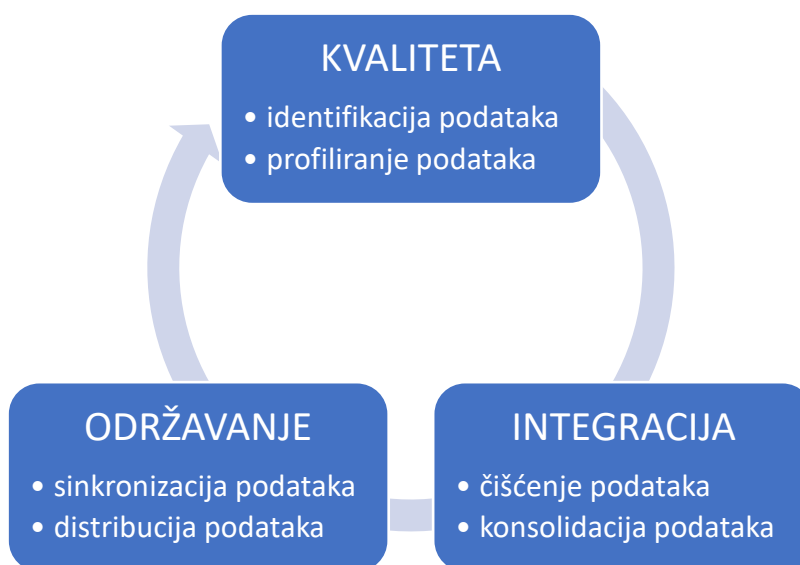 KVALITETA
• identifikacija podataka
• profiliranje podataka
ODRŽAVANJE
• sinkronizacija podataka
• distribucija podataka
INTEGRACIJA
• čišćenje podataka
• konsolidacija podataka